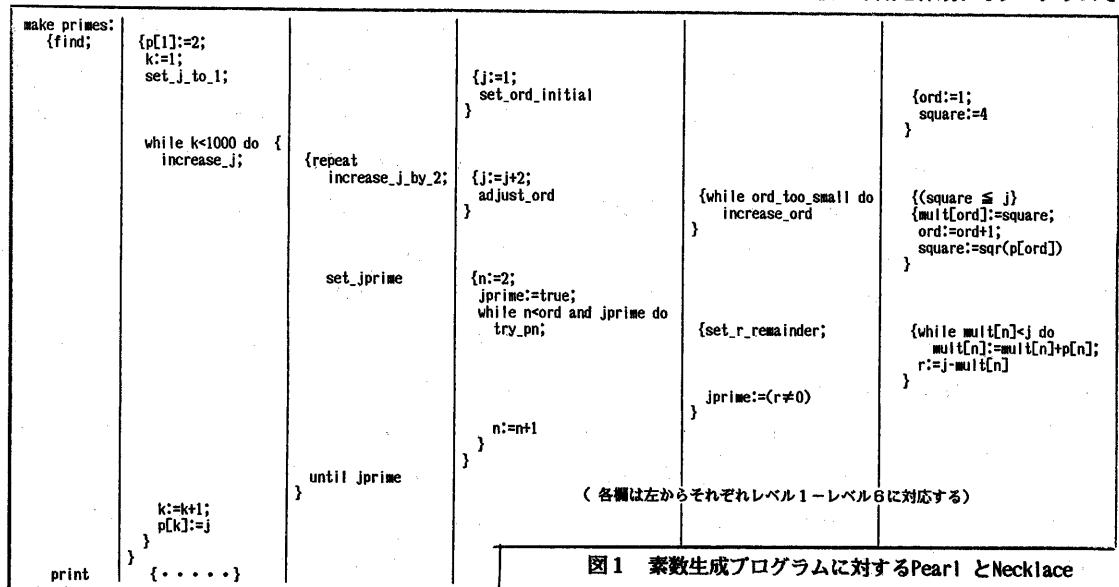 make primes:
{find;
{p[1]:=2;
k:=1;
set_j_to_1;
{j:=1;
set_ord_initial
}
{ord:=1;
square:=4
}
while k<1000 do {
increase_j;
{repeat
increase_j_by_2;
{j:=j+2;
adjust_ord
}
{while ord_too_small do
increase_ord
}
{(square ≦ j}
{mult[ord]:=square;
ord:=ord+1;
square:=sqr(p[ord])
}
set_jprime
{n:=2;
jprime:=true;
while n<ord and jprime do
try_pn;
{set_r_remainder;
{while mult[n]<j do
mult[n]:=mult[n]+p[n];
r:=j-mult[n]
}
jprime:=(r≠0)
}
n:=n+1
}
}
until jprime
}
(各欄は左からそれぞれレベル1-レベル6に対応する)
k:=k+1;
p[k]:=j
}
}
print {・・・・・}
図1 素数生成プログラムに対するPearl とNecklace